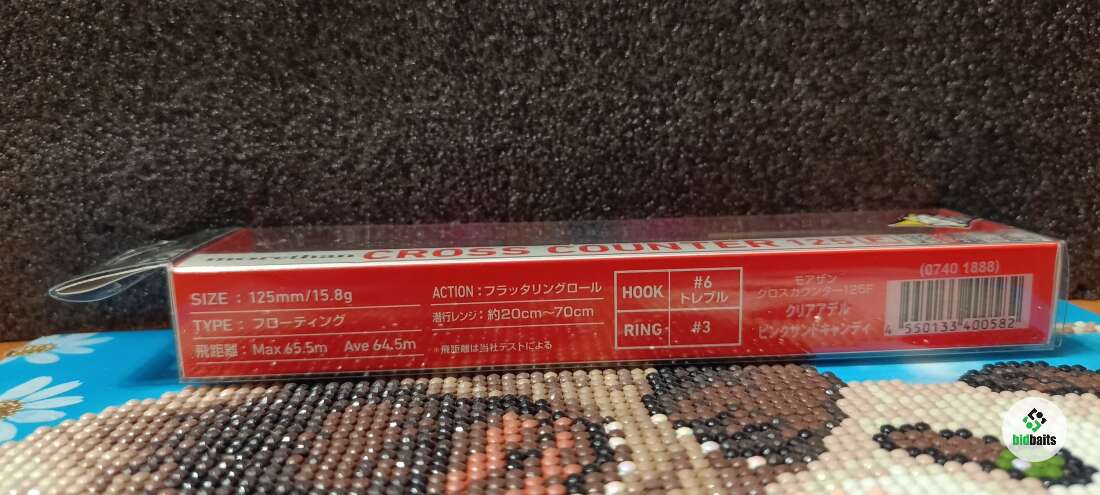 morethan CROSS COUNTER 125F
SIZE : 125mm/15.8g
TYPE : フローティング
飛距離 : Max 65.5m Ave 64.5m
ACTION : フラッタリングロール
潜行レンジ : 約20cm〜70cm
※飛距離は当社テストによる
HOOK #6
トレブル
RING #3
モアザン
クロスカウンター125F
クリアアデル
ピンクサンドキャンディ
(0740 1888)
4 550133 400582
bidbaits